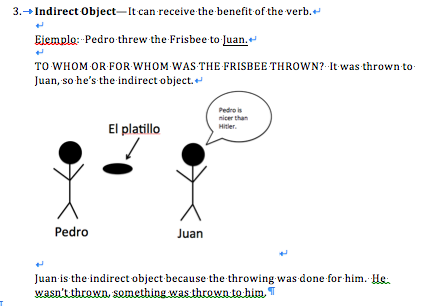 3. Indirect Object—It can receive the benefit of the verb.
Ejemplo: Pedro threw the Frisbee to Juan.
TO WHOM OR FOR WHOM WAS THE FRISBEE THROWN? It was thrown to
Juan, so he's the indirect object.
Pedro is
nicer than
Hitler.
El platillo
Pedro
Juan
Juan is the indirect object because the throwing was done for him. He
wasn't thrown, something was thrown to him.